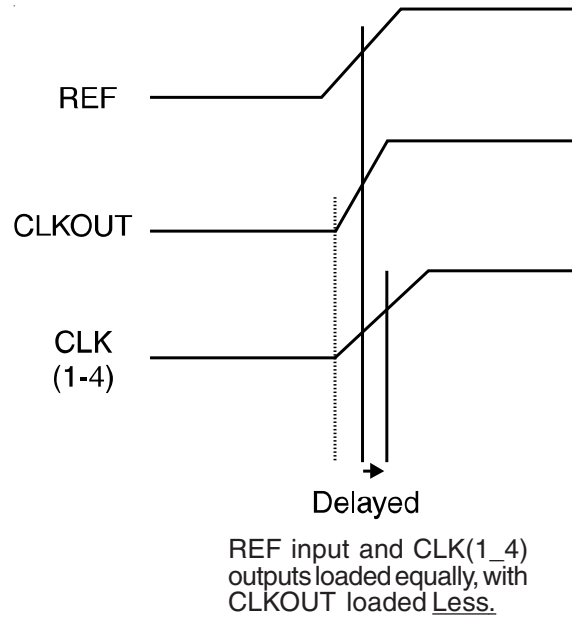 REF
CLKOUT
CLK
(1-4)
Delayed
REF input and CLK(1_4)
outputs loaded equally, with
CLKOUT loaded Less.